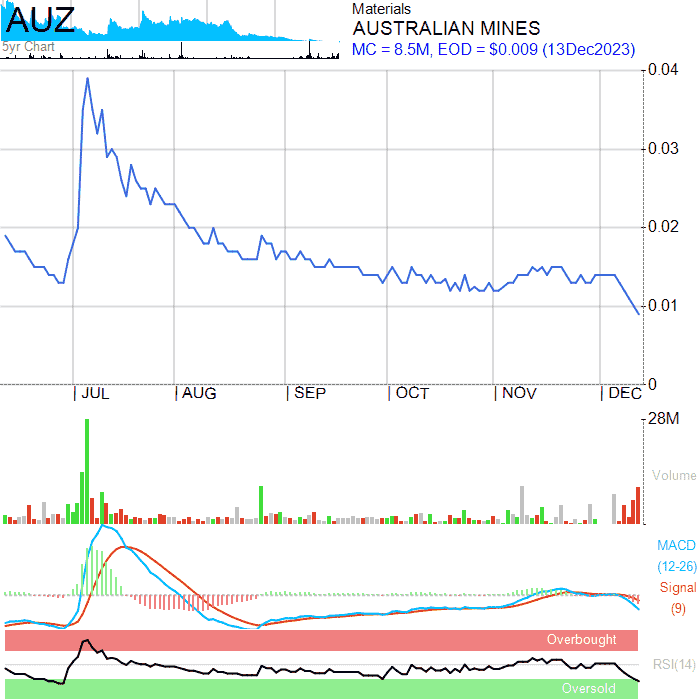 AUZ
5yr Chart
Materials
AUSTRALIAN MINES
MC = 8.5M, EOD = $0.009 (13Dec2023)
0.04
0.03
0.02
0.01
0
| JUL | AUG | SEP | OCT | NOV | DEC
28M
Volume
MACD
(12-26)
Signal
(9)
Overbought
RSI(14)
Oversold